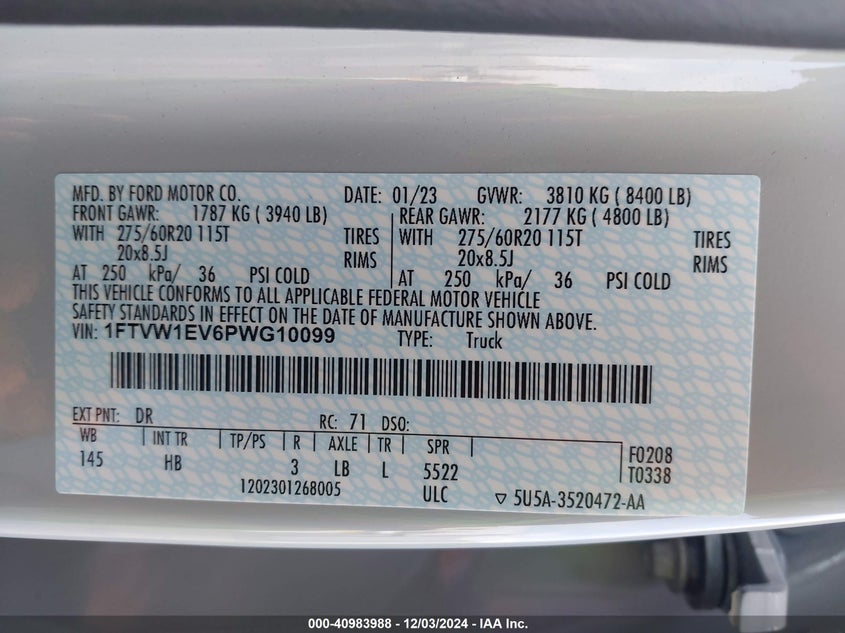 MFD. BY FORD MOTOR CO. DATE: 01/23 GVWR: 3810 KG ( 8400 LB)
FRONT GAWR: 1787 KG ( 3940 LB) REAR GAWR: 2177 KG ( 4800 LB)
WITH 275/60R20 115T TIRES WITH 275/60R20 115T TIRES
20x8.5J RIMS 20x8.5J RIMS
AT 250 kPa/ 36 PSI COLD AT 250 kPa/ 36 PSI COLD
THIS VEHICLE CONFORMS TO ALL APPLICABLE FEDERAL MOTOR VEHICLE
SAFETY STANDARDS IN EFFECT ON THE DATE OF MANUFACTURE SHOWN ABOVE.
VIN: 1FTVW1EV6PWG10099 TYPE: Truck
EXT PNT: DR RC: 71 DSO:
WB INT TR TP/PS R AXLE TR SPR F0208
145 HB 3 LB L 5522 T0338
1202301268005 ULC ▽ 5U5A-3520472-AA
000-40983988 - 12/03/2024 - IAA Inc.